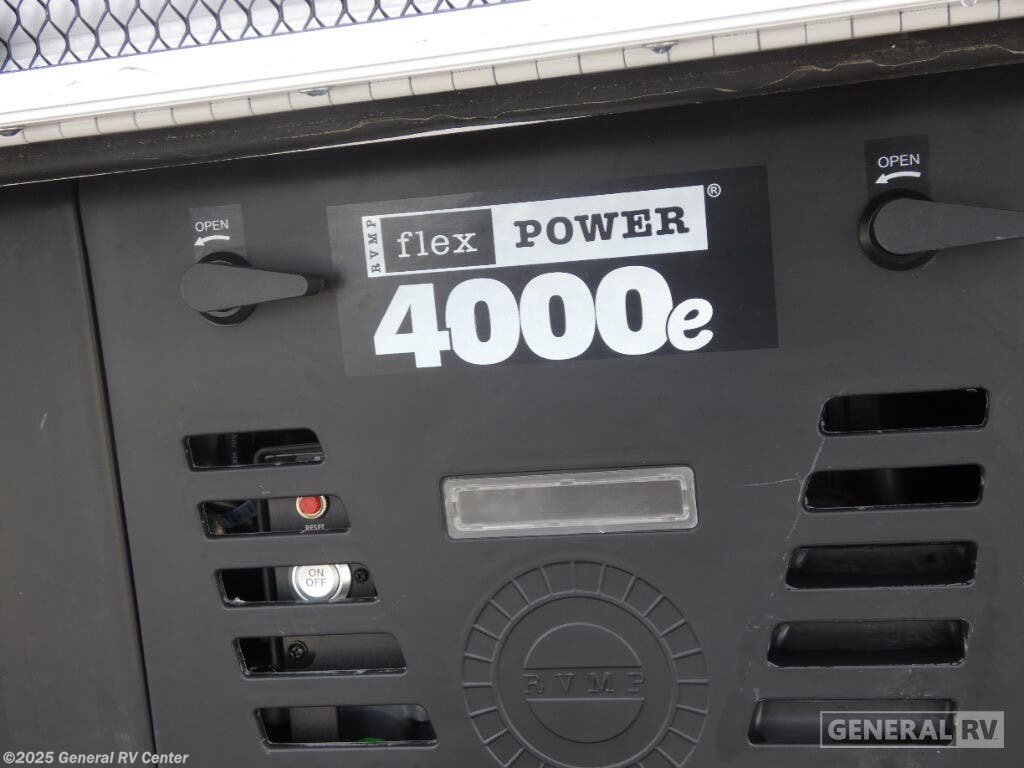 OPEN
OPEN
RVMP flex POWER ®
4000e
RESET
ON
OFF
RVMP
GENERAL RV
©2025 General RV Center